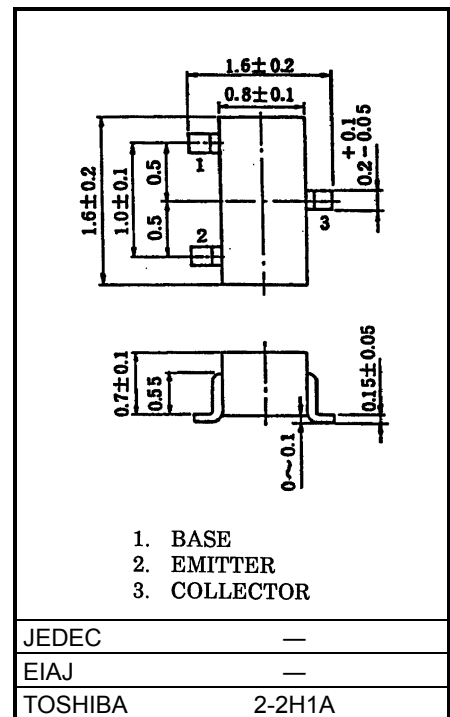 1.6±0.2
0.8±0.1
+0.1
0.2-0.05
1.6±0.2
1.0±0.1
0.5
0.5
1
2
3
0.7±0.1
0.55
0.15±0.05
0~0.1
1. BASE
2. EMITTER
3. COLLECTOR
JEDEC —
EIAJ —
TOSHIBA 2-2H1A